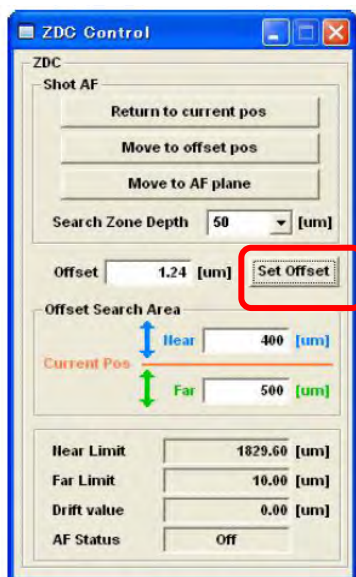 ZDC Control
ZDC
Shot AF
Return to current pos
Move to offset pos
Move to AF plane
Search Zone Depth 50 [um]
Offset 1.24 [um] Set Offset
Offset Search Area
Near 400 [um]
Current Pos
Far 500 [um]
Near Limit 1829.60 [um]
Far Limit 10.00 [um]
Drift value 0.00 [um]
AF Status Off